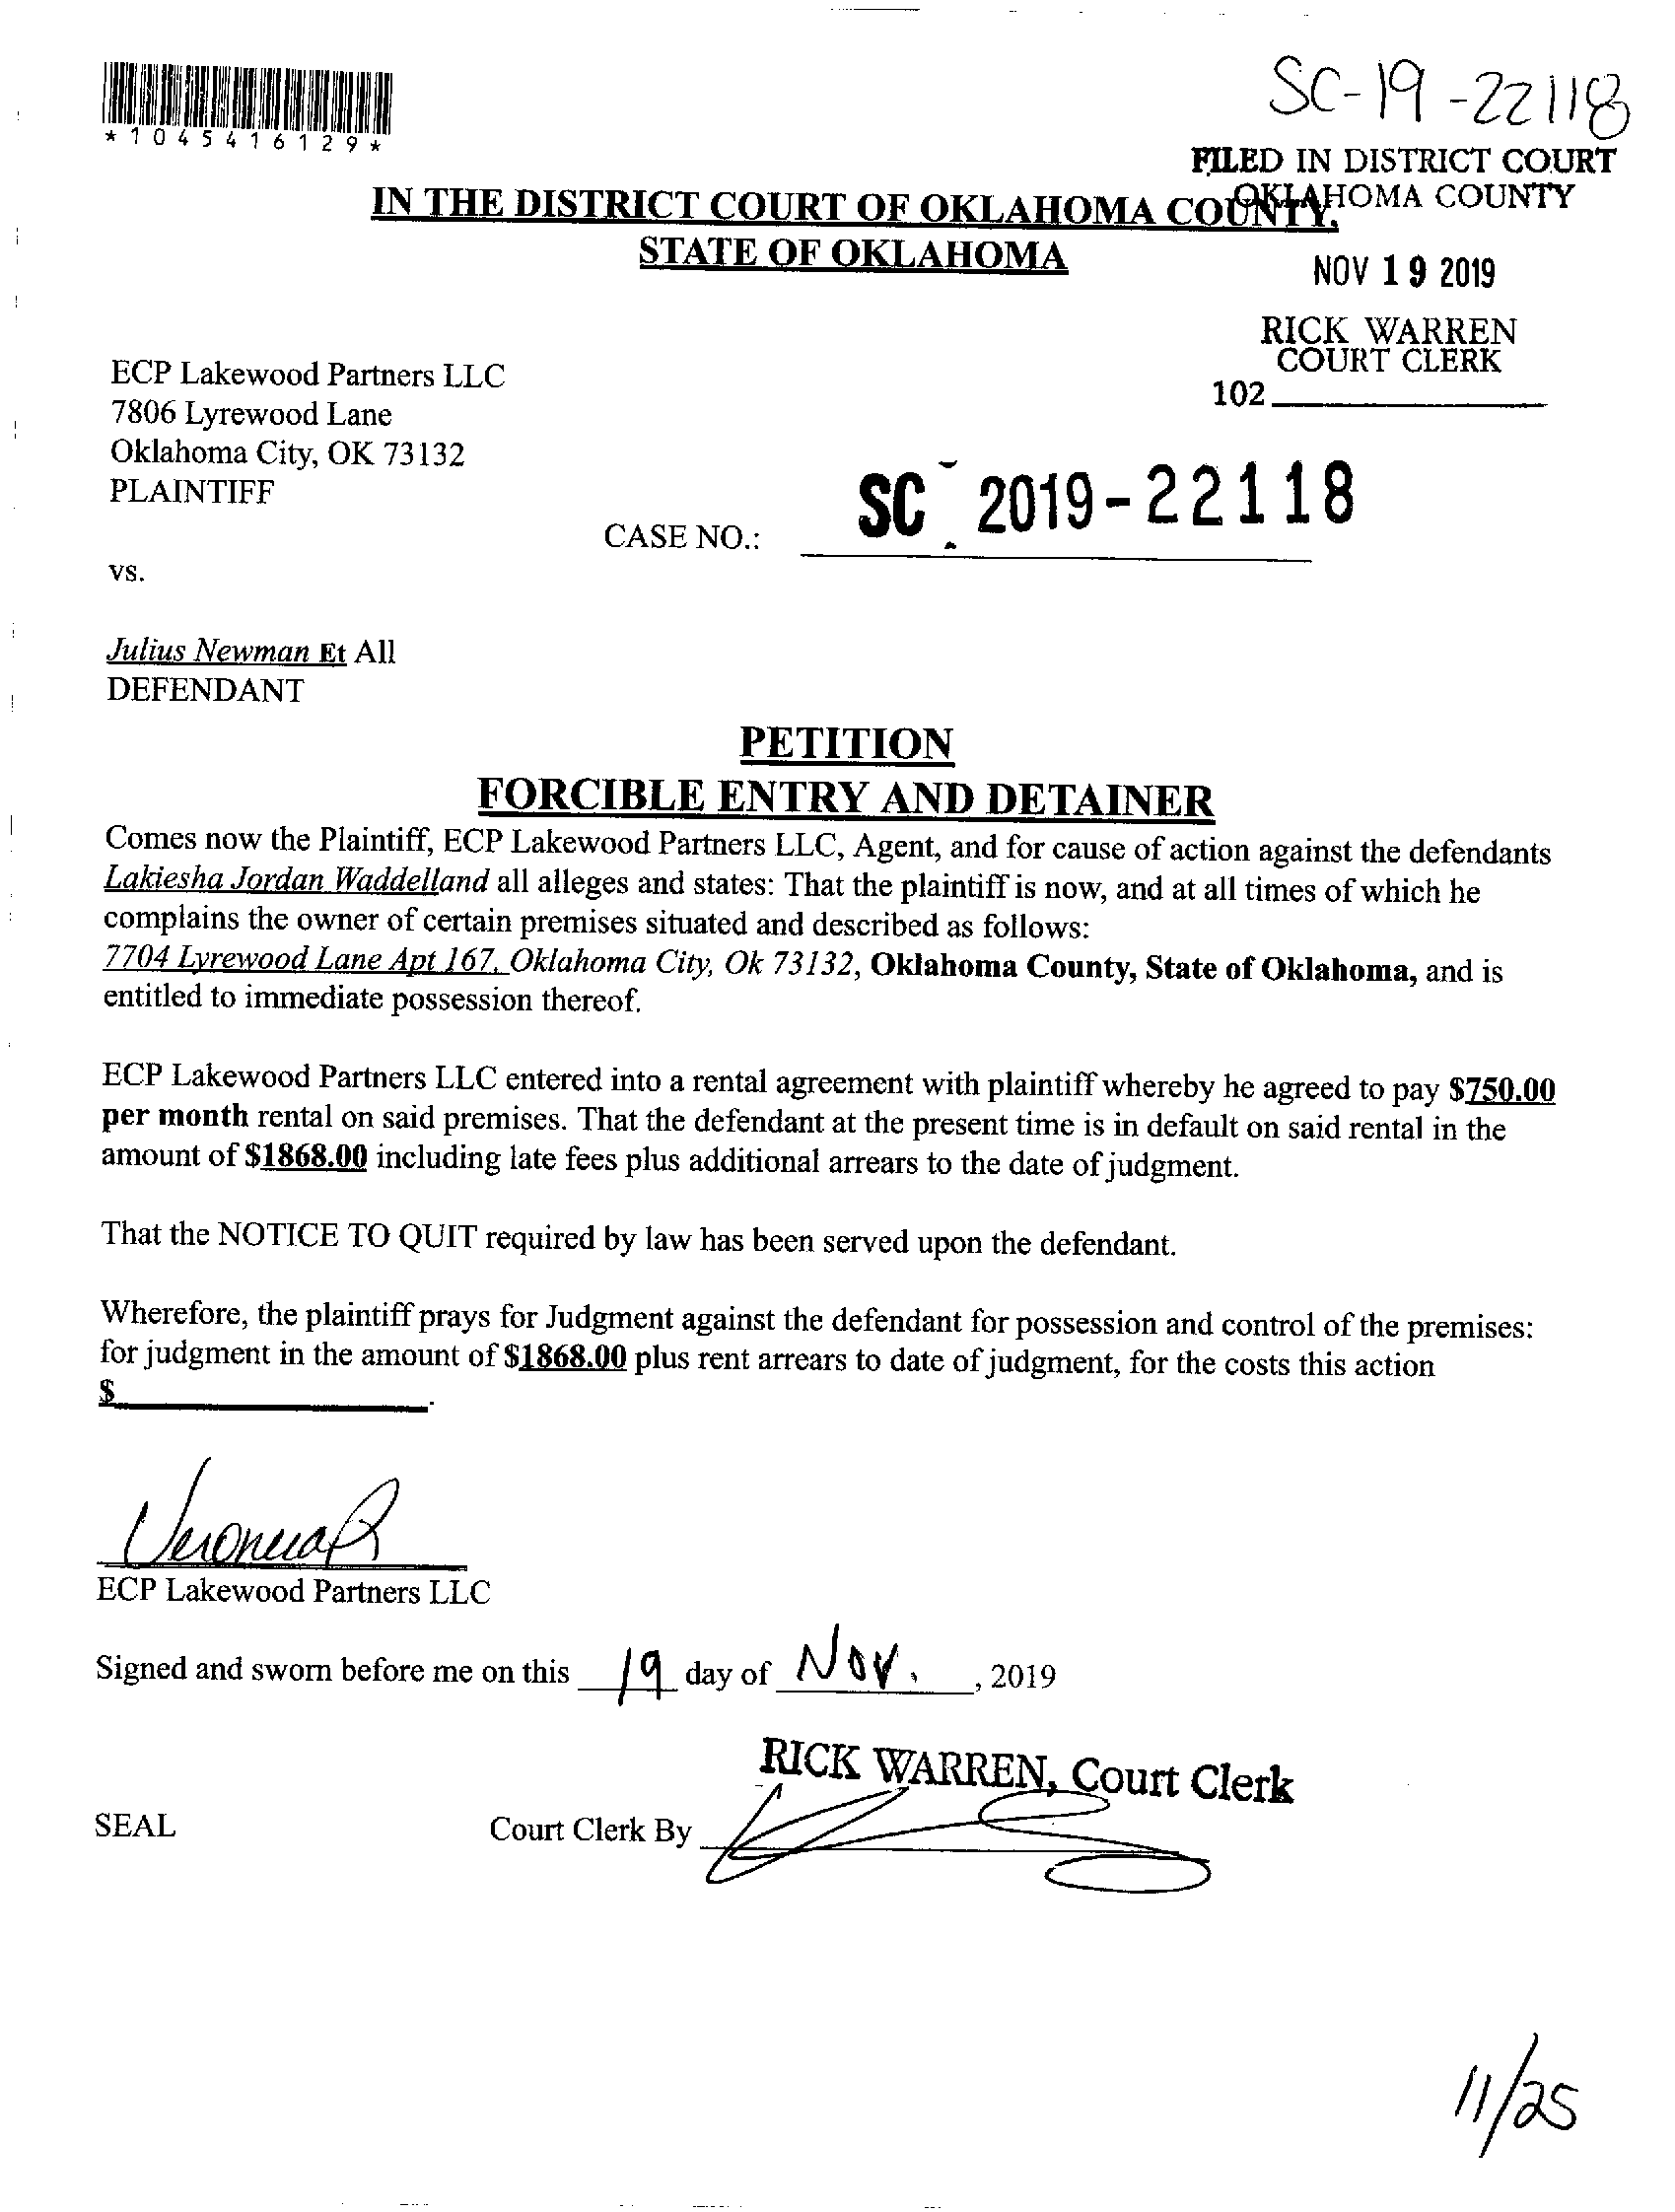 SC-19-22118
*1045416129*
FILED IN DISTRICT COURT
OKLAHOMA COUNTY
IN THE DISTRICT COURT OF OKLAHOMA COUNTY,
STATE OF OKLAHOMA
NOV 19 2019
RICK WARREN
COURT CLERK
102
ECP Lakewood Partners LLC
7806 Lyrewood Lane
Oklahoma City, OK 73132
PLAINTIFF
CASE NO.: SC 2019-22118
vs.
Julius Newman Et All
DEFENDANT
PETITION
FORCIBLE ENTRY AND DETAINER
Comes now the Plaintiff, ECP Lakewood Partners LLC, Agent, and for cause of action against the defendants
Lakiesha Jordan Waddelland all alleges and states: That the plaintiff is now, and at all times of which he
complains the owner of certain premises situated and described as follows:
7704 Lyrewood Lane Apt 167, Oklahoma City, Ok 73132, Oklahoma County, State of Oklahoma, and is
entitled to immediate possession thereof.
ECP Lakewood Partners LLC entered into a rental agreement with plaintiff whereby he agreed to pay $750.00
per month rental on said premises. That the defendant at the present time is in default on said rental in the
amount of $1868.00 including late fees plus additional arrears to the date of judgment.
That the NOTICE TO QUIT required by law has been served upon the defendant.
Wherefore, the plaintiff prays for Judgment against the defendant for possession and control of the premises:
for judgment in the amount of $1868.00 plus rent arrears to date of judgment, for the costs this action
$ .
Veronica R
ECP Lakewood Partners LLC
Signed and sworn before me on this 19 day of Nov. , 2019
RICK WARREN, Court Clerk
SEAL
Court Clerk By
11/25